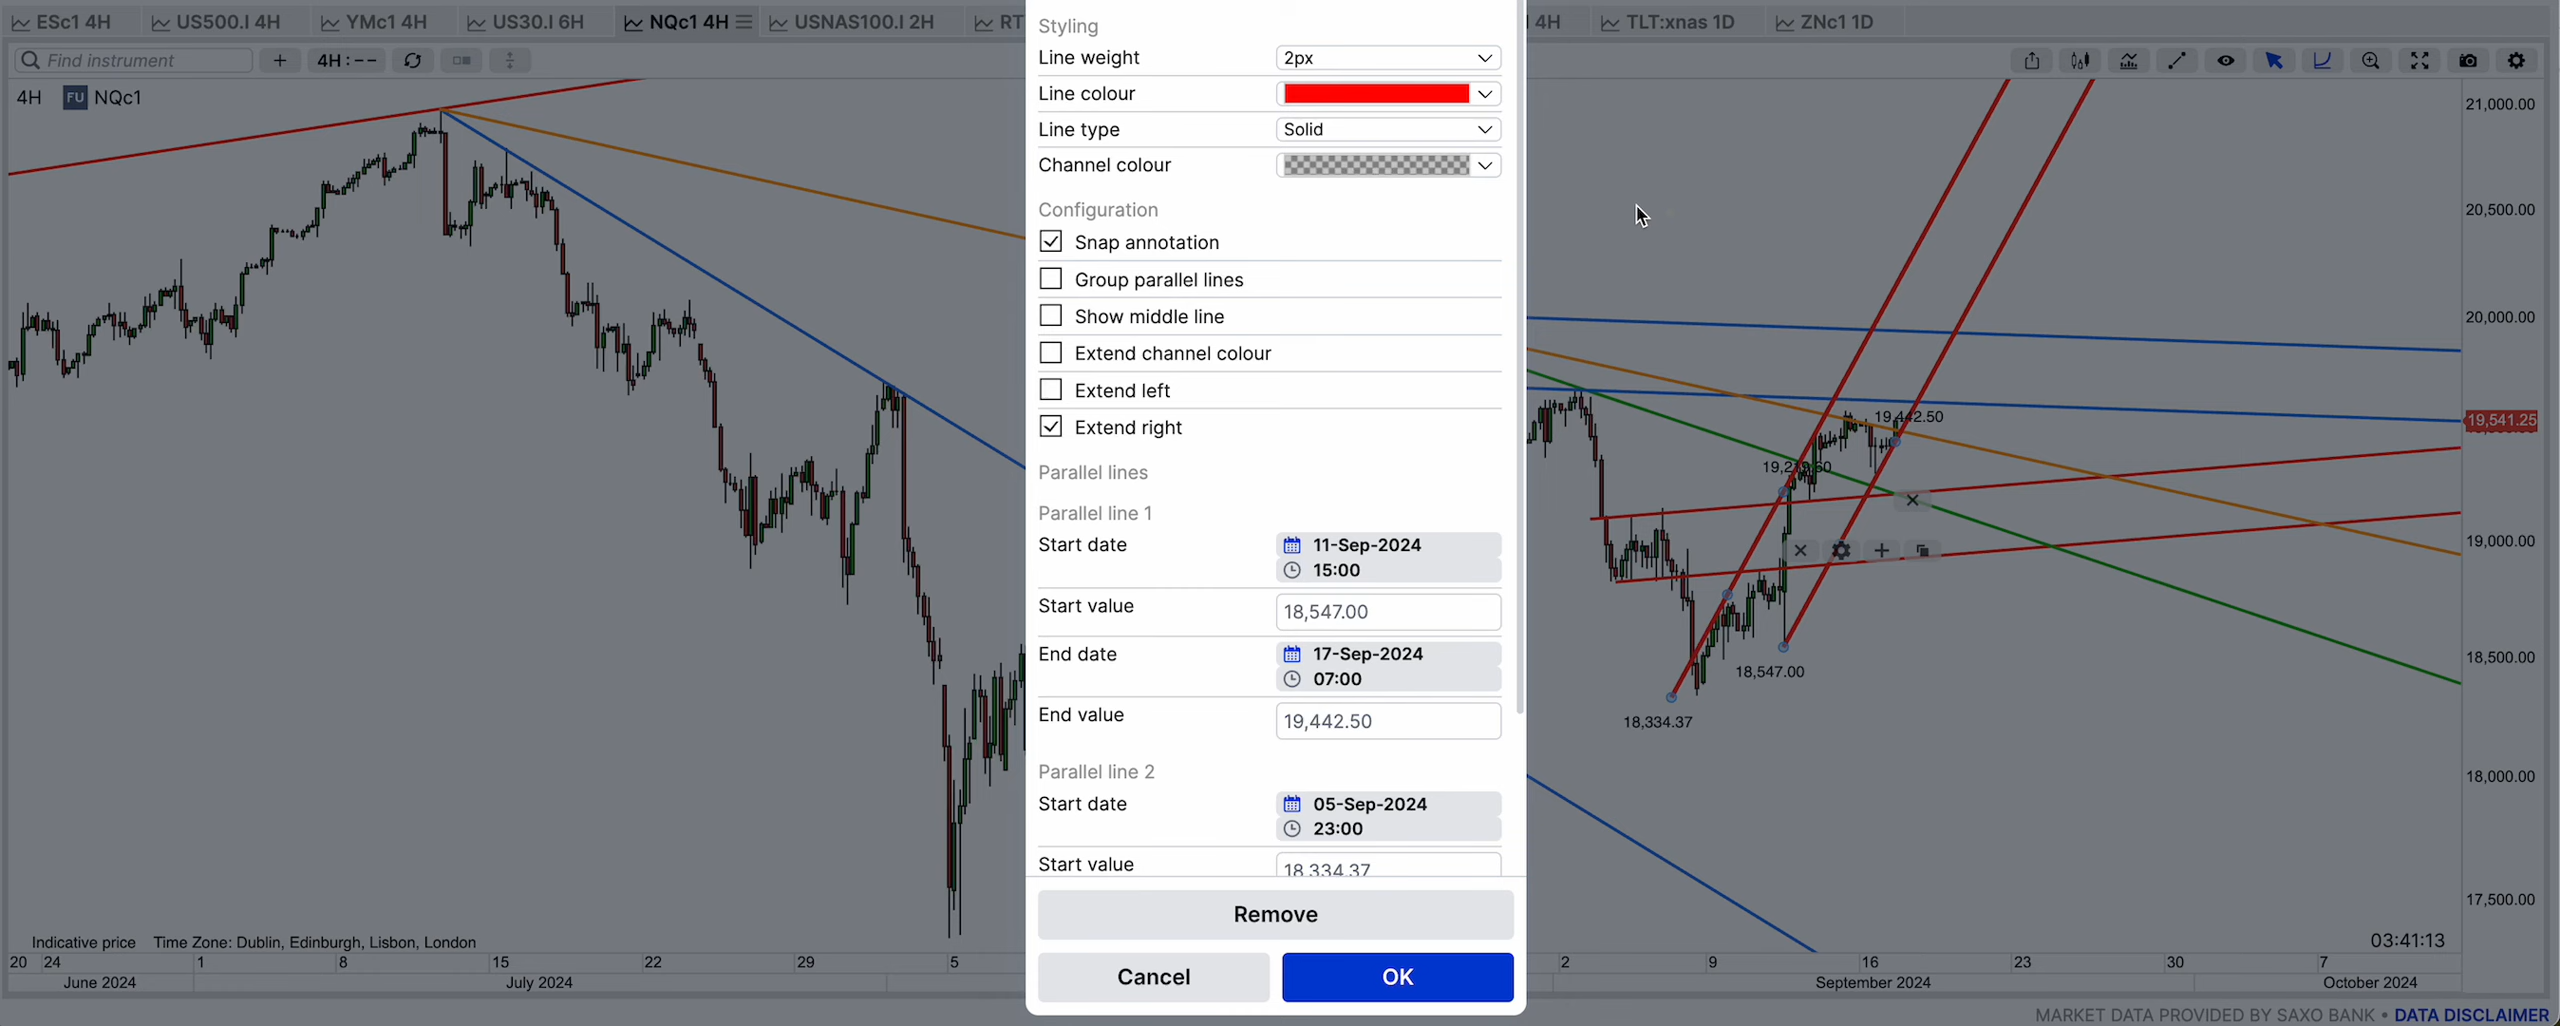 ESc1 4H
US500.I 4H
YMc1 4H
US30.I 6H
NQc1 4H
USNAS100.I 2H
RT
4H
TLT:xnas 1D
ZNc1 1D
Find instrument
4H : - -
4H FU NQc1
Styling
Line weight 2px
Line colour
Line type Solid
Channel colour
Configuration
Snap annotation
Group parallel lines
Show middle line
Extend channel colour
Extend left
Extend right
Parallel lines
Parallel line 1
Start date 11-Sep-2024
15:00
Start value 18,547.00
End date 17-Sep-2024
07:00
End value 19,442.50
Parallel line 2
Start date 05-Sep-2024
23:00
Start value 18,334.37
Remove
Cancel OK
19,442.50
18,547.00
18,334.37
21,000.00
20,500.00
20,000.00
19,541.25
19,000.00
18,500.00
18,000.00
17,500.00
03:41:13
Indicative price Time Zone: Dublin, Edinburgh, Lisbon, London
20 24 1 8 15 22 29 5 2 9 16 23 30 7
June 2024 July 2024 September 2024 October 2024
MARKET DATA PROVIDED BY SAXO BANK • DATA DISCLAIMER